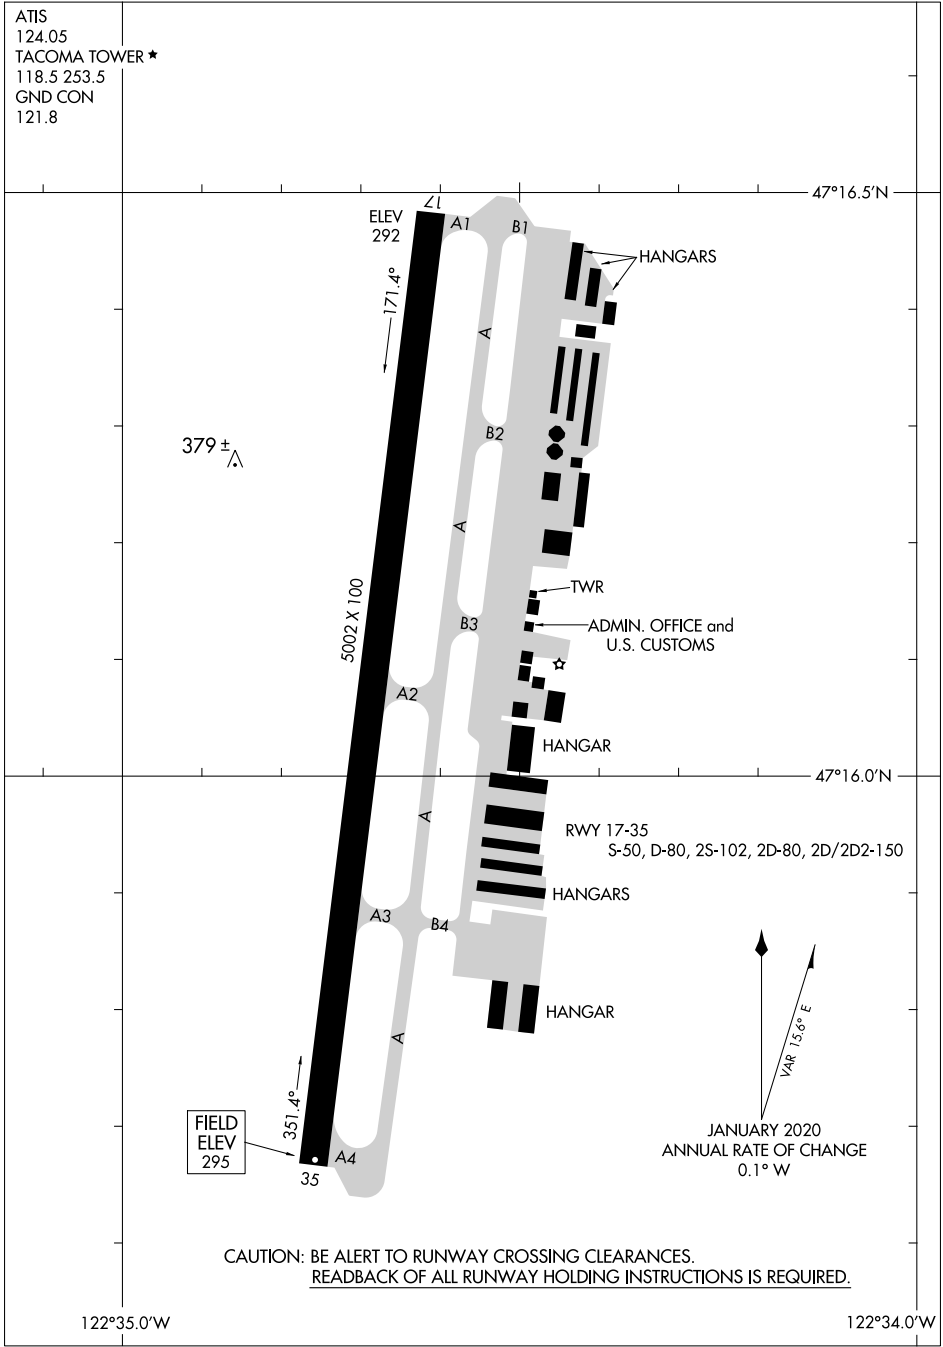 ATIS
124.05
TACOMA TOWER ★
118.5 253.5
GND CON
121.8
47°16.5'N
17
ELEV
292
A1
B1
HANGARS
171.4°
A
379 ±
B2
A
5002 X 100
TWR
B3
ADMIN. OFFICE and
U.S. CUSTOMS
A2
HANGAR
47°16.0'N
A
RWY 17-35
S-50, D-80, 2S-102, 2D-80, 2D/2D2-150
HANGARS
A3
B4
HANGAR
A
VAR 15.6° E
351.4°
FIELD
ELEV
295
A4
35
JANUARY 2020
ANNUAL RATE OF CHANGE
0.1° W
CAUTION: BE ALERT TO RUNWAY CROSSING CLEARANCES.
READBACK OF ALL RUNWAY HOLDING INSTRUCTIONS IS REQUIRED.
122°35.0'W
122°34.0'W